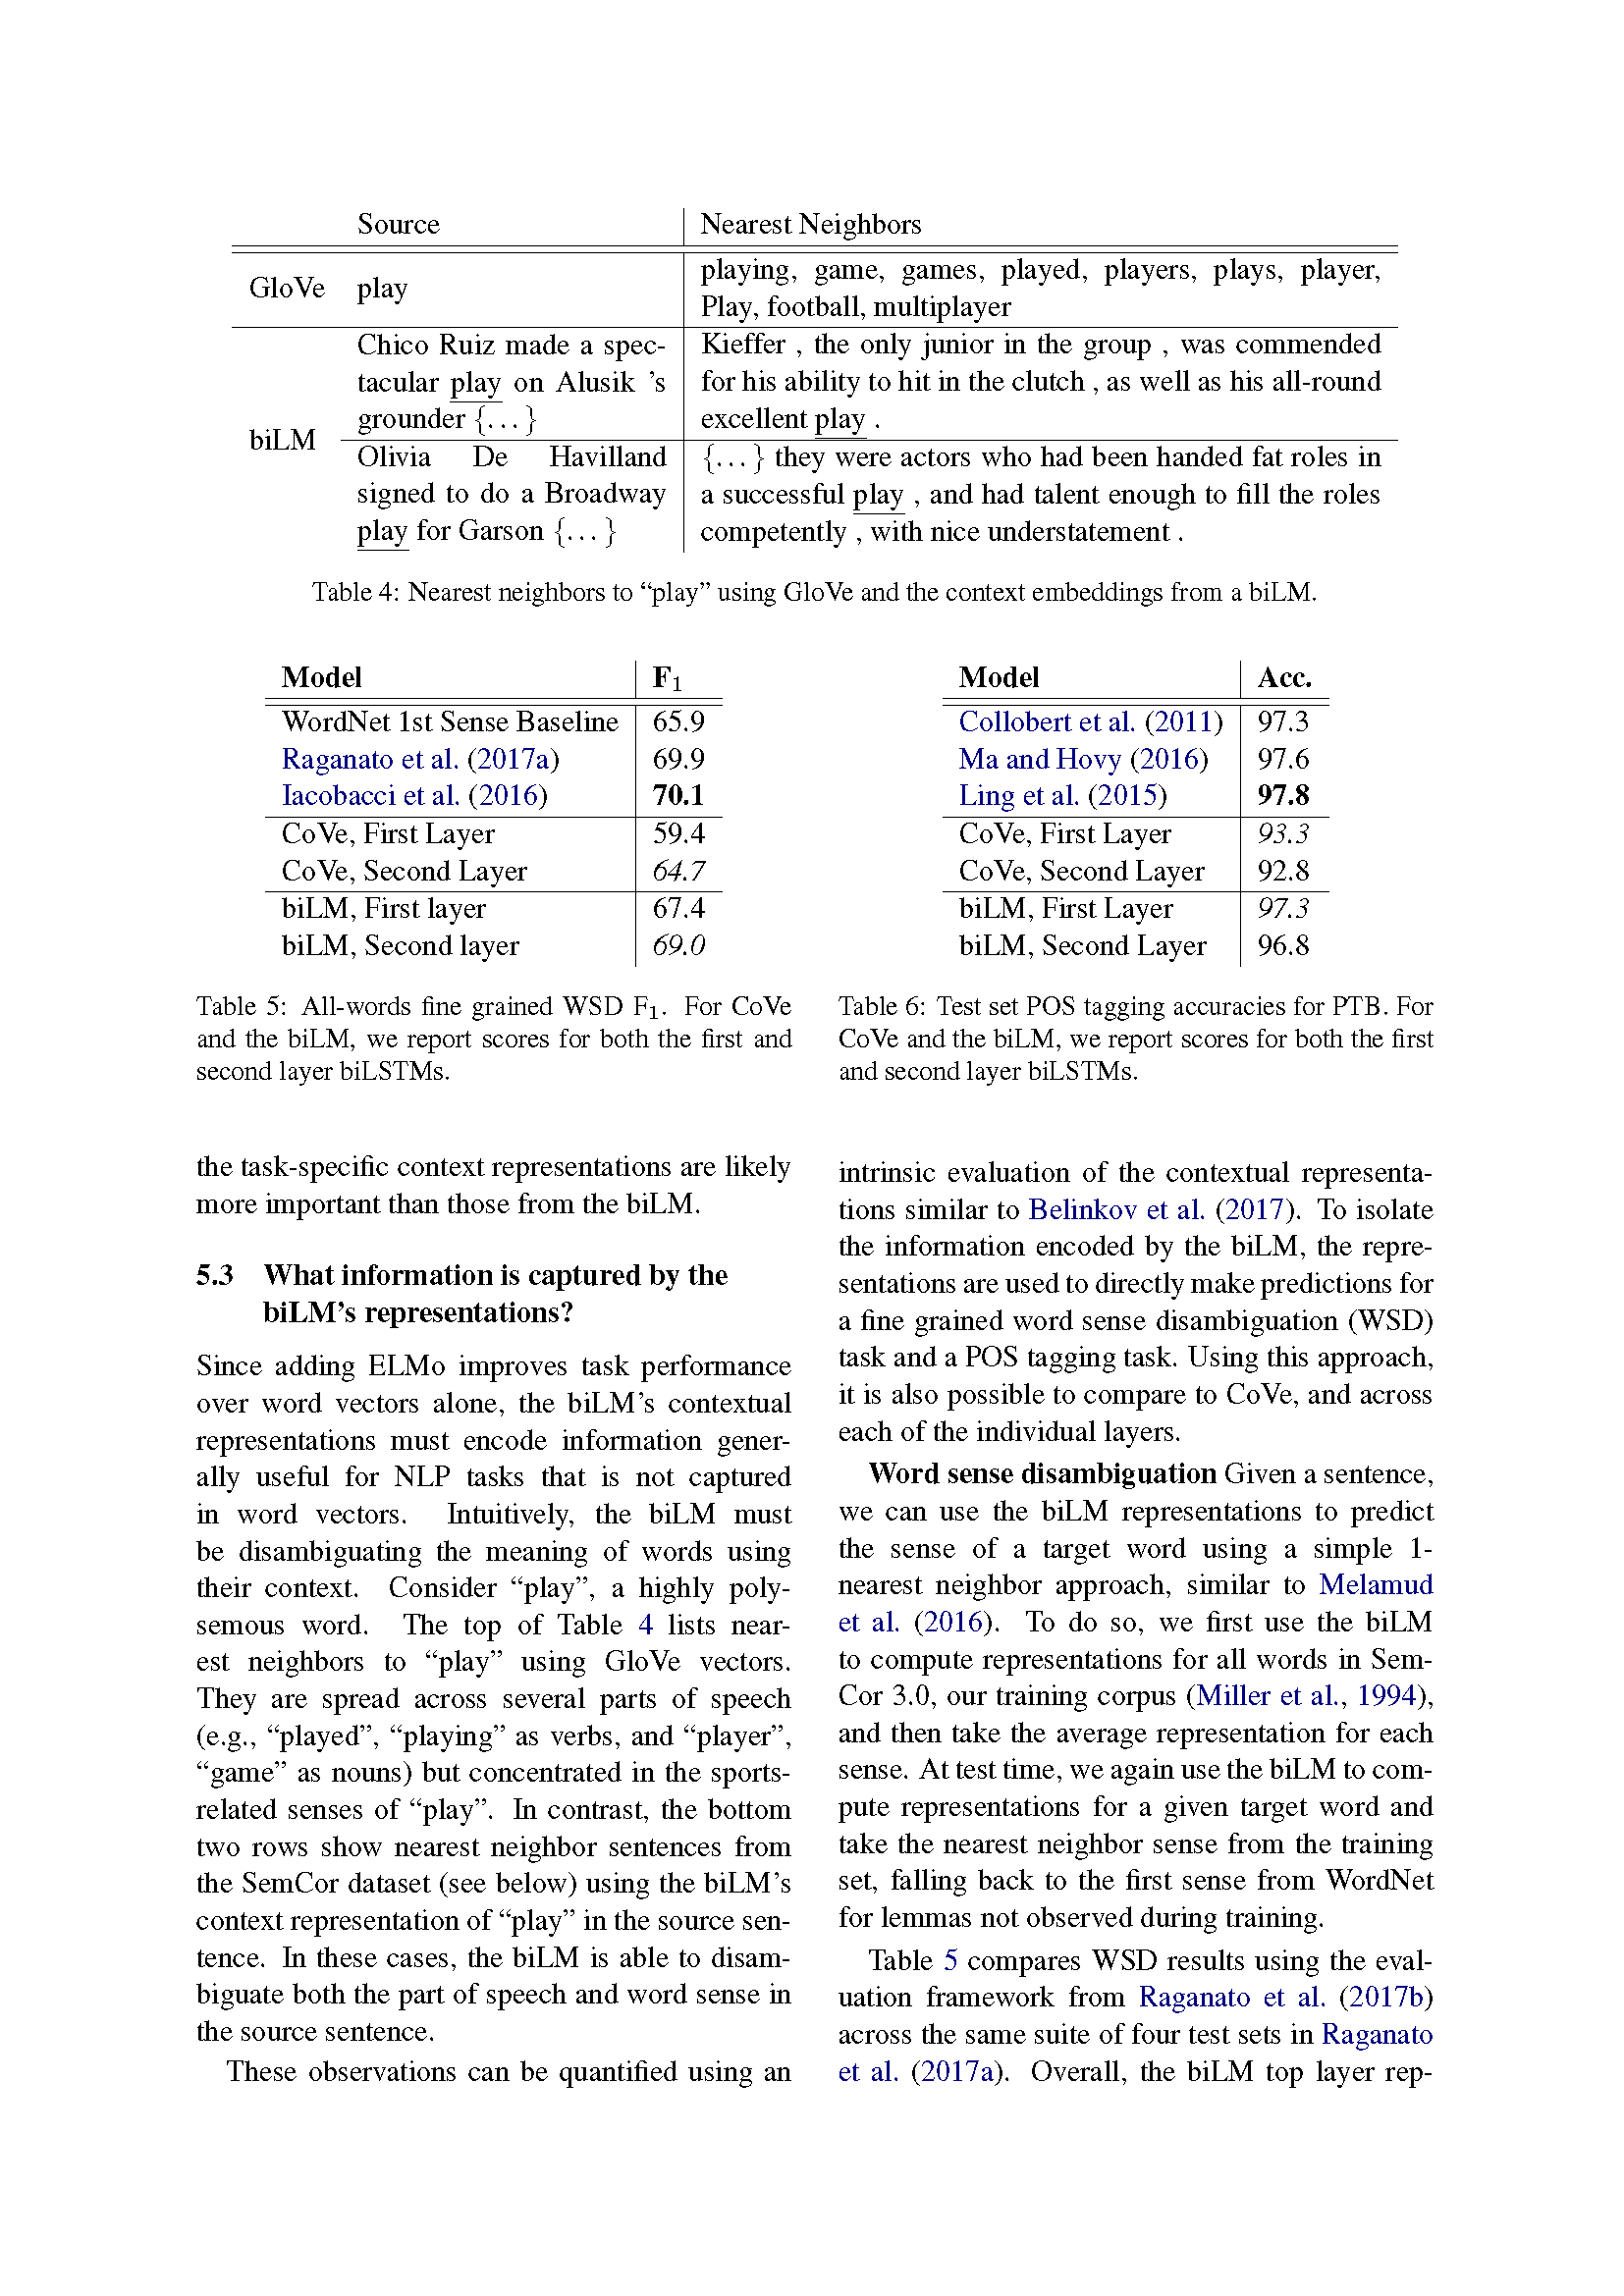 Source Nearest Neighbors
GloVe play playing, game, games, played, players, plays, player,
Play, football, multiplayer
biLM
Chico Ruiz made a spec-
tacular play on Alusik ’s
grounder {...}
Kieffer , the only junior in the group , was commended
for his ability to hit in the clutch , as well as his all-round
excellent play .
Olivia De Havilland
signed to do a Broadway
play for Garson {...}
{...} they were actors who had been handed fat roles in
a successful play , and had talent enough to fill the roles
competently , with nice understatement .
Table 4: Nearest neighbors to “play” using GloVe and the context embeddings from a biLM.
Model F1
WordNet 1st Sense Baseline 65.9
Raganato et al. (2017a) 69.9
Iacobacci et al. (2016) 70.1
CoVe, First Layer 59.4
CoVe, Second Layer 64.7
biLM, First layer 67.4
biLM, Second layer 69.0
Table 5: All-words fine grained WSD F1. For CoVe
and the biLM, we report scores for both the first and
second layer biLSTMs.
Model Acc.
Collobert et al. (2011) 97.3
Ma and Hovy (2016) 97.6
Ling et al. (2015) 97.8
CoVe, First Layer 93.3
CoVe, Second Layer 92.8
biLM, First Layer 97.3
biLM, Second Layer 96.8
Table 6: Test set POS tagging accuracies for PTB. For
CoVe and the biLM, we report scores for both the first
and second layer biLSTMs.
the task-specific context representations are likely
more important than those from the biLM.
5.3 What information is captured by the
biLM’s representations?
Since adding ELMo improves task performance
over word vectors alone, the biLM’s contextual
representations must encode information gener-
ally useful for NLP tasks that is not captured
in word vectors. Intuitively, the biLM must
be disambiguating the meaning of words using
their context. Consider “play”, a highly poly-
semous word. The top of Table 4 lists near-
est neighbors to “play” using GloVe vectors.
They are spread across several parts of speech
(e.g., “played”, “playing” as verbs, and “player”,
“game” as nouns) but concentrated in the sports-
related senses of “play”. In contrast, the bottom
two rows show nearest neighbor sentences from
the SemCor dataset (see below) using the biLM’s
context representation of “play” in the source sen-
tence. In these cases, the biLM is able to disam-
biguate both the part of speech and word sense in
the source sentence.
These observations can be quantified using an
intrinsic evaluation of the contextual representa-
tions similar to Belinkov et al. (2017). To isolate
the information encoded by the biLM, the repre-
sentations are used to directly make predictions for
a fine grained word sense disambiguation (WSD)
task and a POS tagging task. Using this approach,
it is also possible to compare to CoVe, and across
each of the individual layers.
Word sense disambiguation Given a sentence,
we can use the biLM representations to predict
the sense of a target word using a simple 1-
nearest neighbor approach, similar to Melamud
et al. (2016). To do so, we first use the biLM
to compute representations for all words in Sem-
Cor 3.0, our training corpus (Miller et al., 1994),
and then take the average representation for each
sense. At test time, we again use the biLM to com-
pute representations for a given target word and
take the nearest neighbor sense from the training
set, falling back to the first sense from WordNet
for lemmas not observed during training.
Table 5 compares WSD results using the eval-
uation framework from Raganato et al. (2017b)
across the same suite of four test sets in Raganato
et al. (2017a). Overall, the biLM top layer rep-